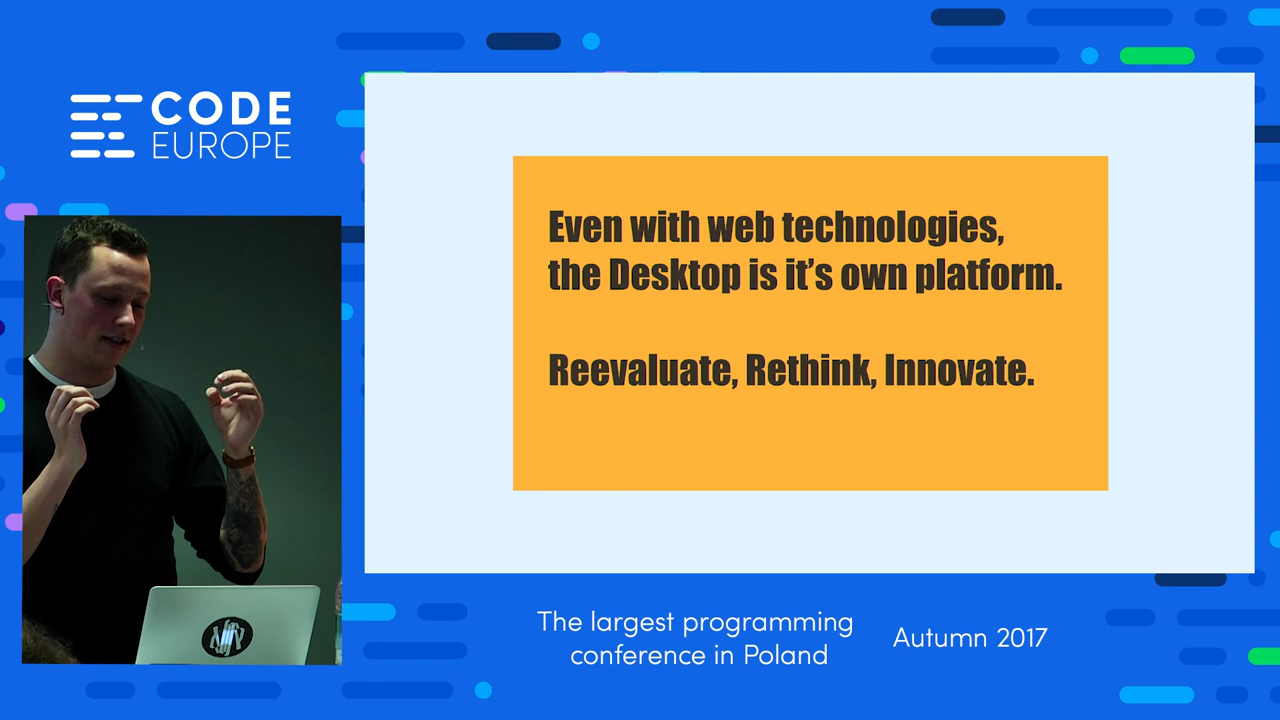 CODE
EUROPE
Even with web technologies,
the Desktop is it’s own platform.
Reevaluate, Rethink, Innovate.
The largest programming
conference in Poland
Autumn 2017